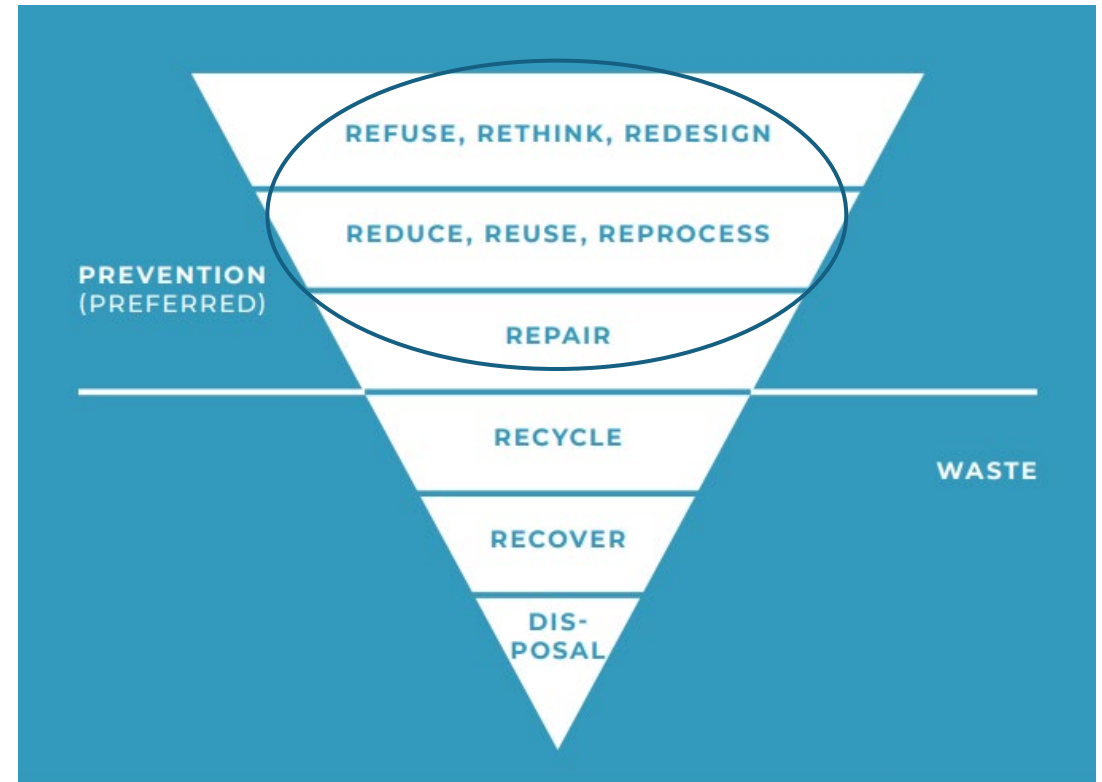 REFUSE, RETHINK, REDESIGN
REDUCE, REUSE, REPROCESS
PREVENTION
(PREFERRED)
REPAIR
RECYCLE
WASTE
RECOVER
DIS-
POSAL